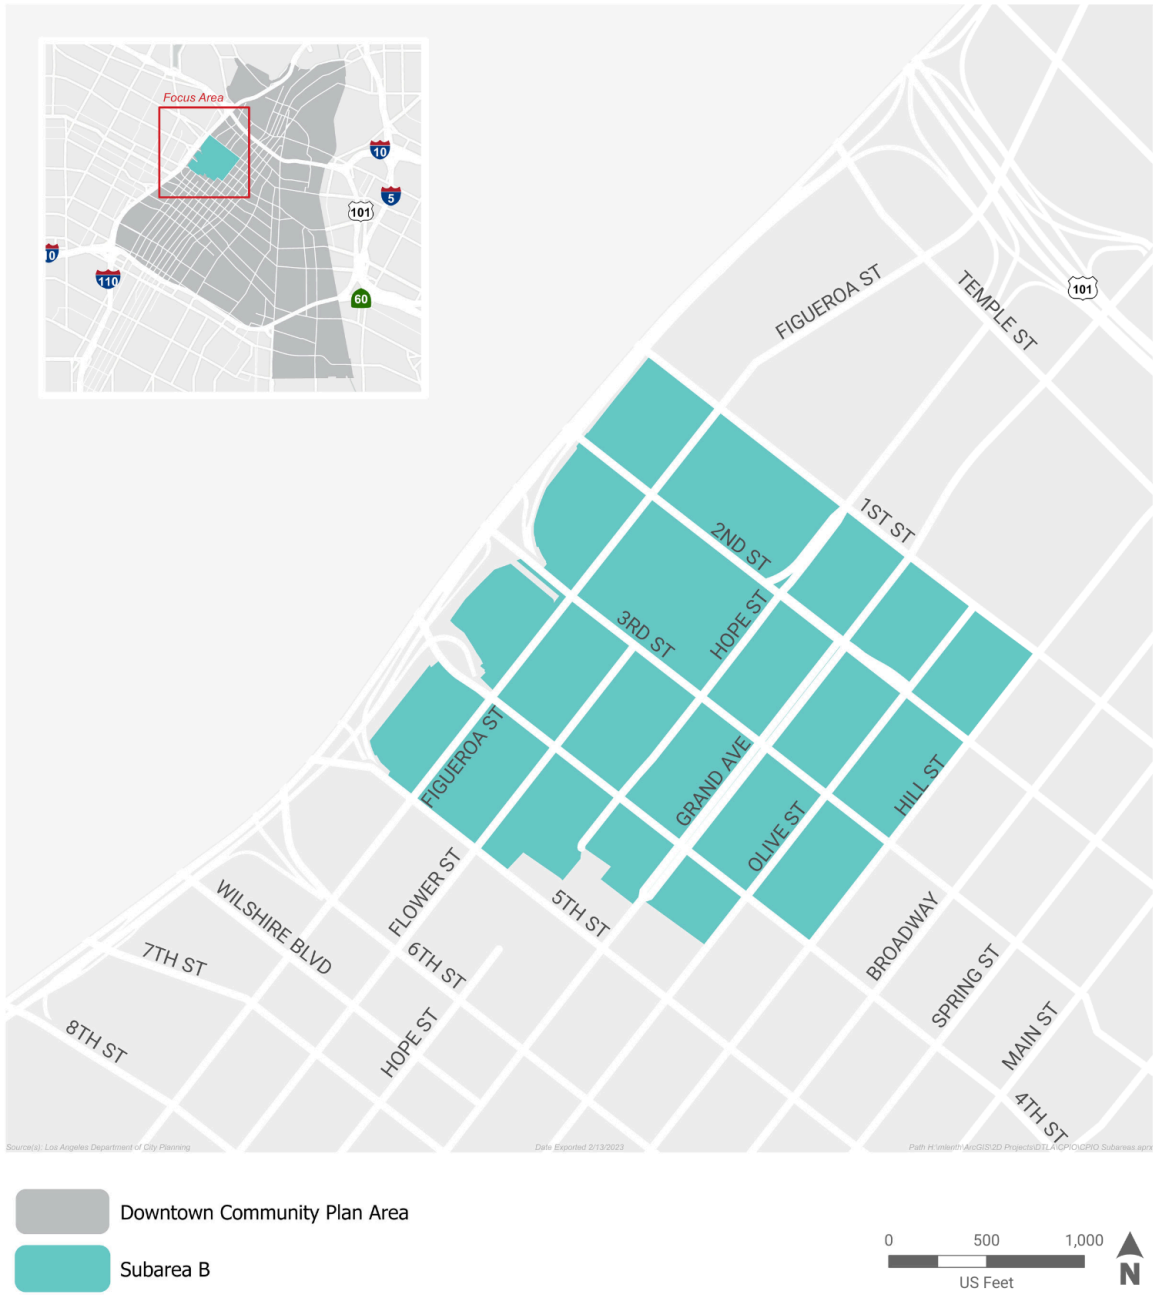 Focus Area
10
5
101
0
110
60
FIGUEROA ST
TEMPLE ST
101
1ST ST
2ND ST
3RD ST
HOPE ST
FIGUEROA ST
GRAND AVE
HILL ST
OLIVE ST
FLOWER ST
5TH ST
WILSHIRE BLVD
BROADWAY
7TH ST
6TH ST
SPRING ST
8TH ST
HOPE ST
MAIN ST
4TH ST
Source(s): Los Angeles Department of City Planning
Date Exported 2/13/2023
Downtown Community Plan Area
Subarea B
0 500 1,000
US Feet
N